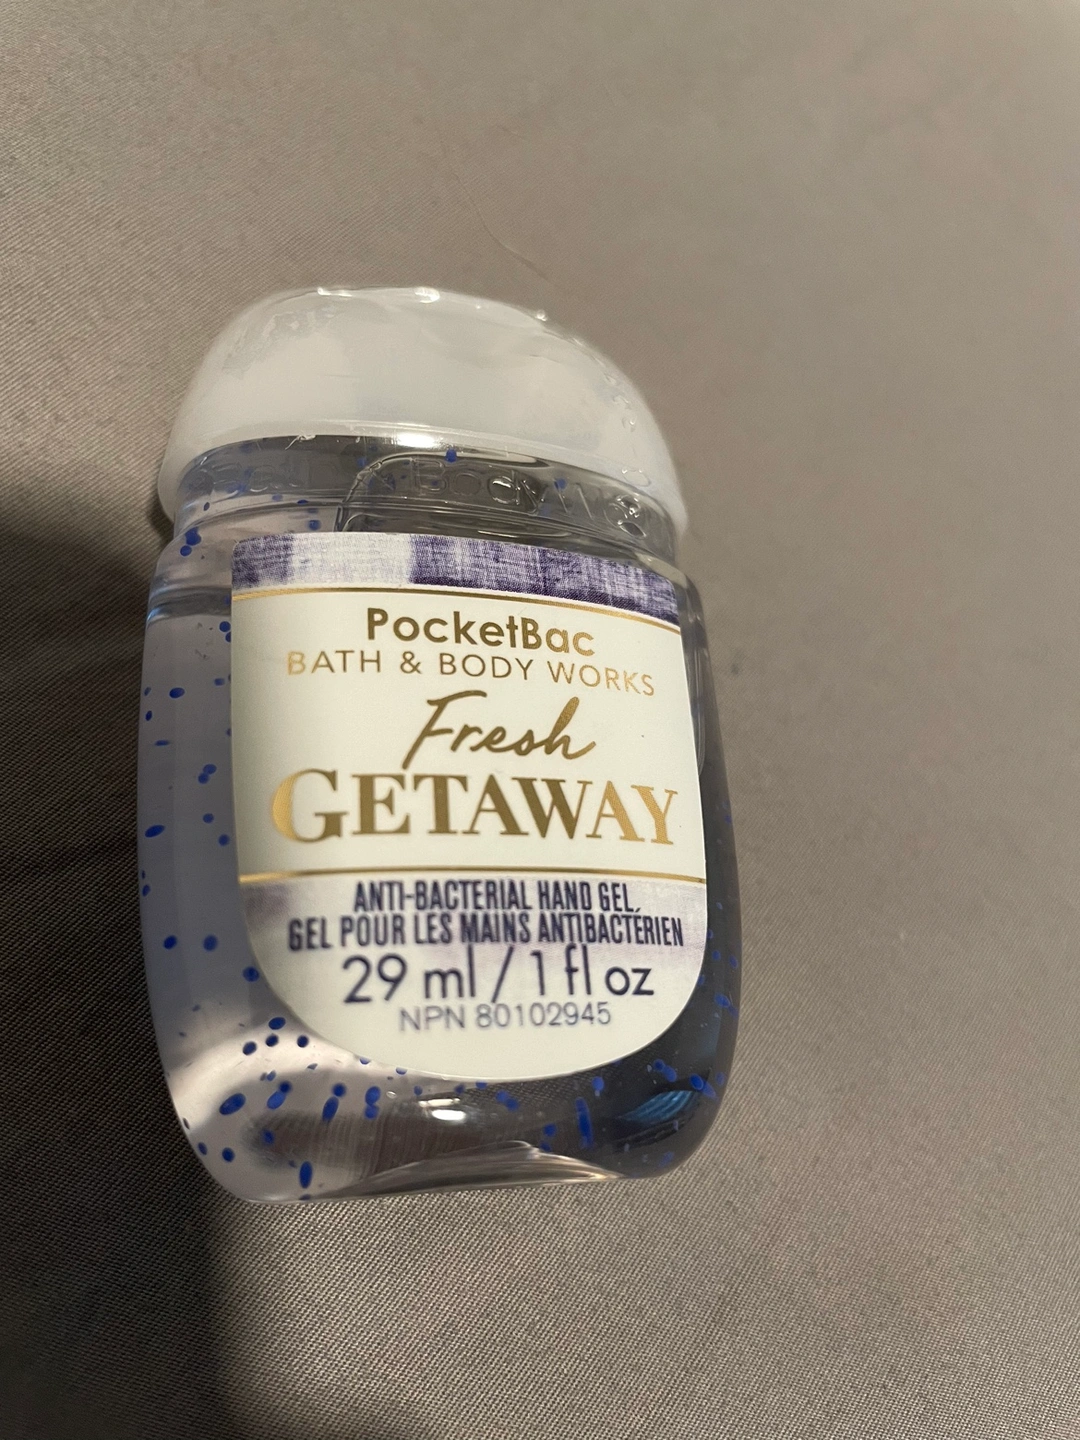 Body W
PocketBac
BATH & BODY WORKS
Fresh
GETAWAY
ANTI-BACTERIAL HAND GEL
GEL POUR LES MAINS ANTIBACTÉRIEN
29 ml / 1 fl oz
NPN 80102945